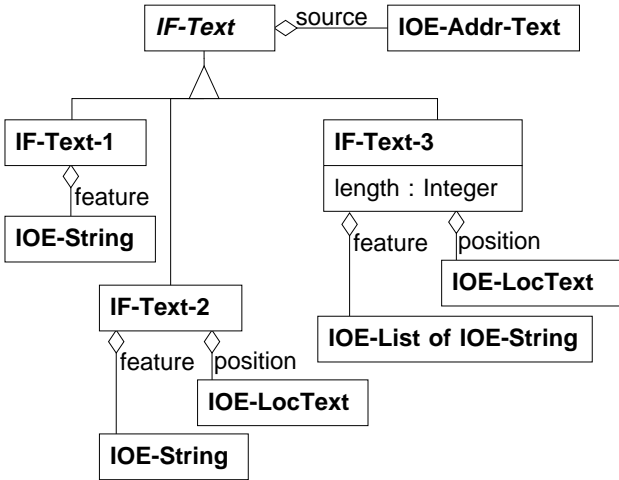 IF-Text
source
IOE-Addr-Text
IF-Text-1
feature
IOE-String
IF-Text-3
length : Integer
feature
position
IOE-LocText
IOE-List of IOE-String
IF-Text-2
feature
position
IOE-LocText
IOE-String